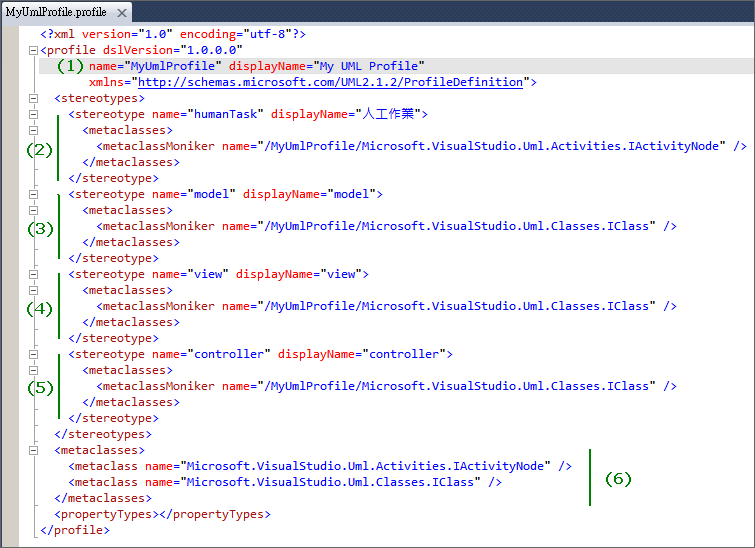 MyUmlProfile.profile
<?xml version="1.0" encoding="utf-8"?>
<profile dslVersion="1.0.0.0"
(1) name="MyUmlProfile" displayName="My UML Profile"
xmlns="http://schemas.microsoft.com/UML2.1.2/ProfileDefinition">
<stereotypes>
<stereotype name="humanTask" displayName="人工作業">
<metaclasses>
(2) <metaclassMoniker name="/MyUmlProfile/Microsoft.VisualStudio.Uml.Activities.IActivityNode" />
</metaclasses>
</stereotype>
<stereotype name="model" displayName="model">
<metaclasses>
(3) <metaclassMoniker name="/MyUmlProfile/Microsoft.VisualStudio.Uml.Classes.IClass" />
</metaclasses>
</stereotype>
<stereotype name="view" displayName="view">
<metaclasses>
(4) <metaclassMoniker name="/MyUmlProfile/Microsoft.VisualStudio.Uml.Classes.IClass" />
</metaclasses>
</stereotype>
<stereotype name="controller" displayName="controller">
<metaclasses>
(5) <metaclassMoniker name="/MyUmlProfile/Microsoft.VisualStudio.Uml.Classes.IClass" />
</metaclasses>
</stereotype>
</stereotypes>
<metaclasses>
<metaclass name="Microsoft.VisualStudio.Uml.Activities.IActivityNode" />
<metaclass name="Microsoft.VisualStudio.Uml.Classes.IClass" /> (6)
</metaclasses>
<propertyTypes></propertyTypes>
</profile>